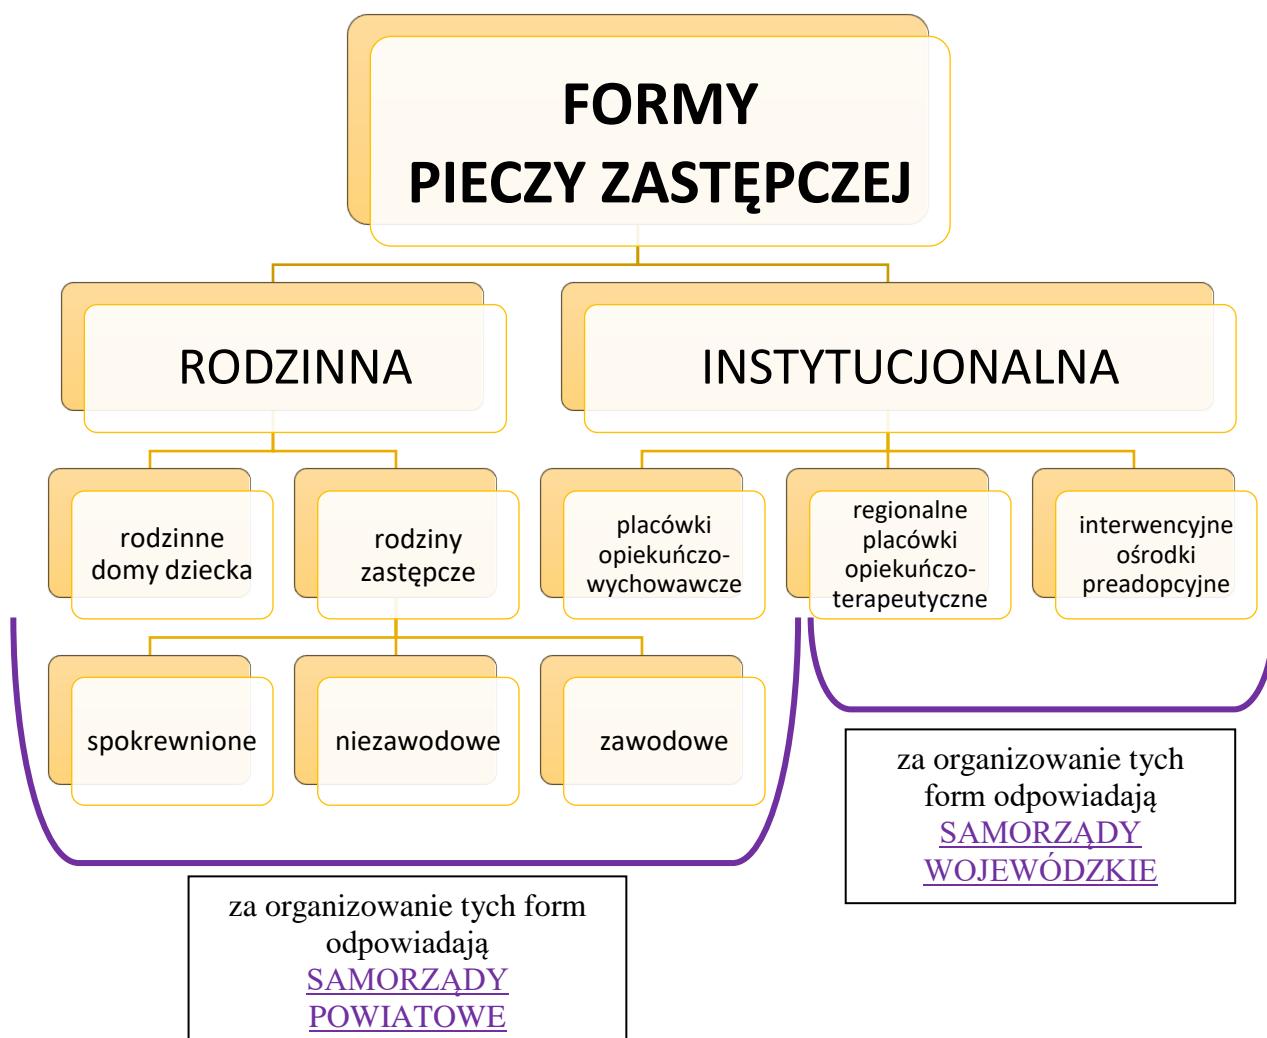 FORMY
PIECZY ZASTĘPCZEJ
RODZINNA
INSTYTUCJONALNA
rodzinne
domy dziecka
rodziny
zastępcze
placówki
opiekuńczo-
wychowawcze
regionalne
placówki
opiekuńczo-
terapeutyczne
interwencyjne
ośrodki
preadopcyjne
spokrewnione
niezawodowe
zawodowe
za organizowanie tych
form odpowiadają
SAMORZĄDY
WOJEWÓDZKIE
za organizowanie tych form
odpowiadają
SAMORZĄDY
POWIATOWE